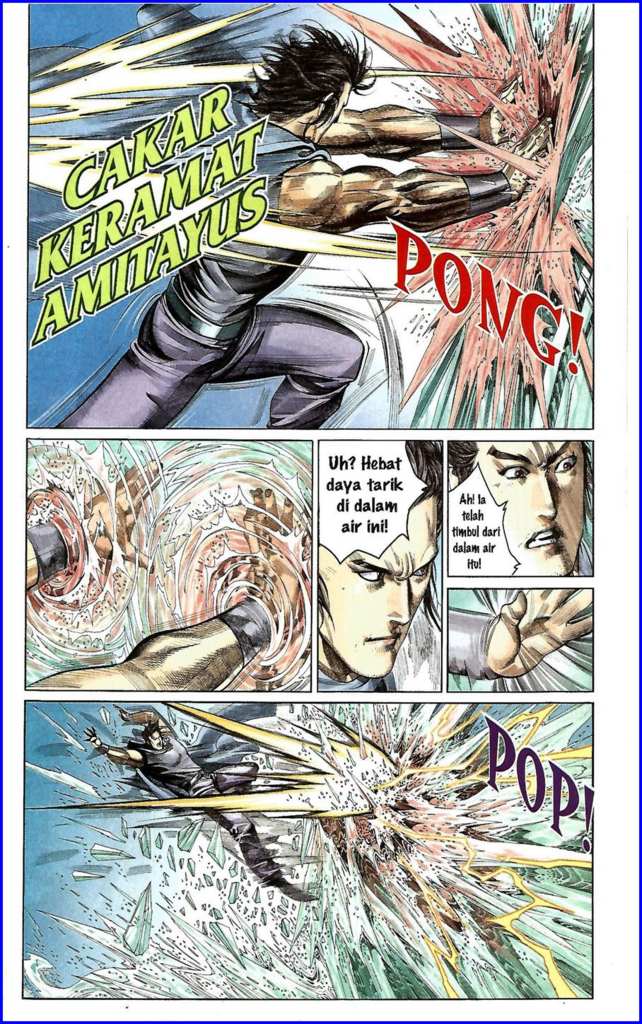 CAKAR
KERAMAT
AMITAYUS
PONG!
Uh? Hebat
daya tarik
di dalam
air ini!
Ah! Ia
telah
timbul dari
dalam air
itu!
POP!